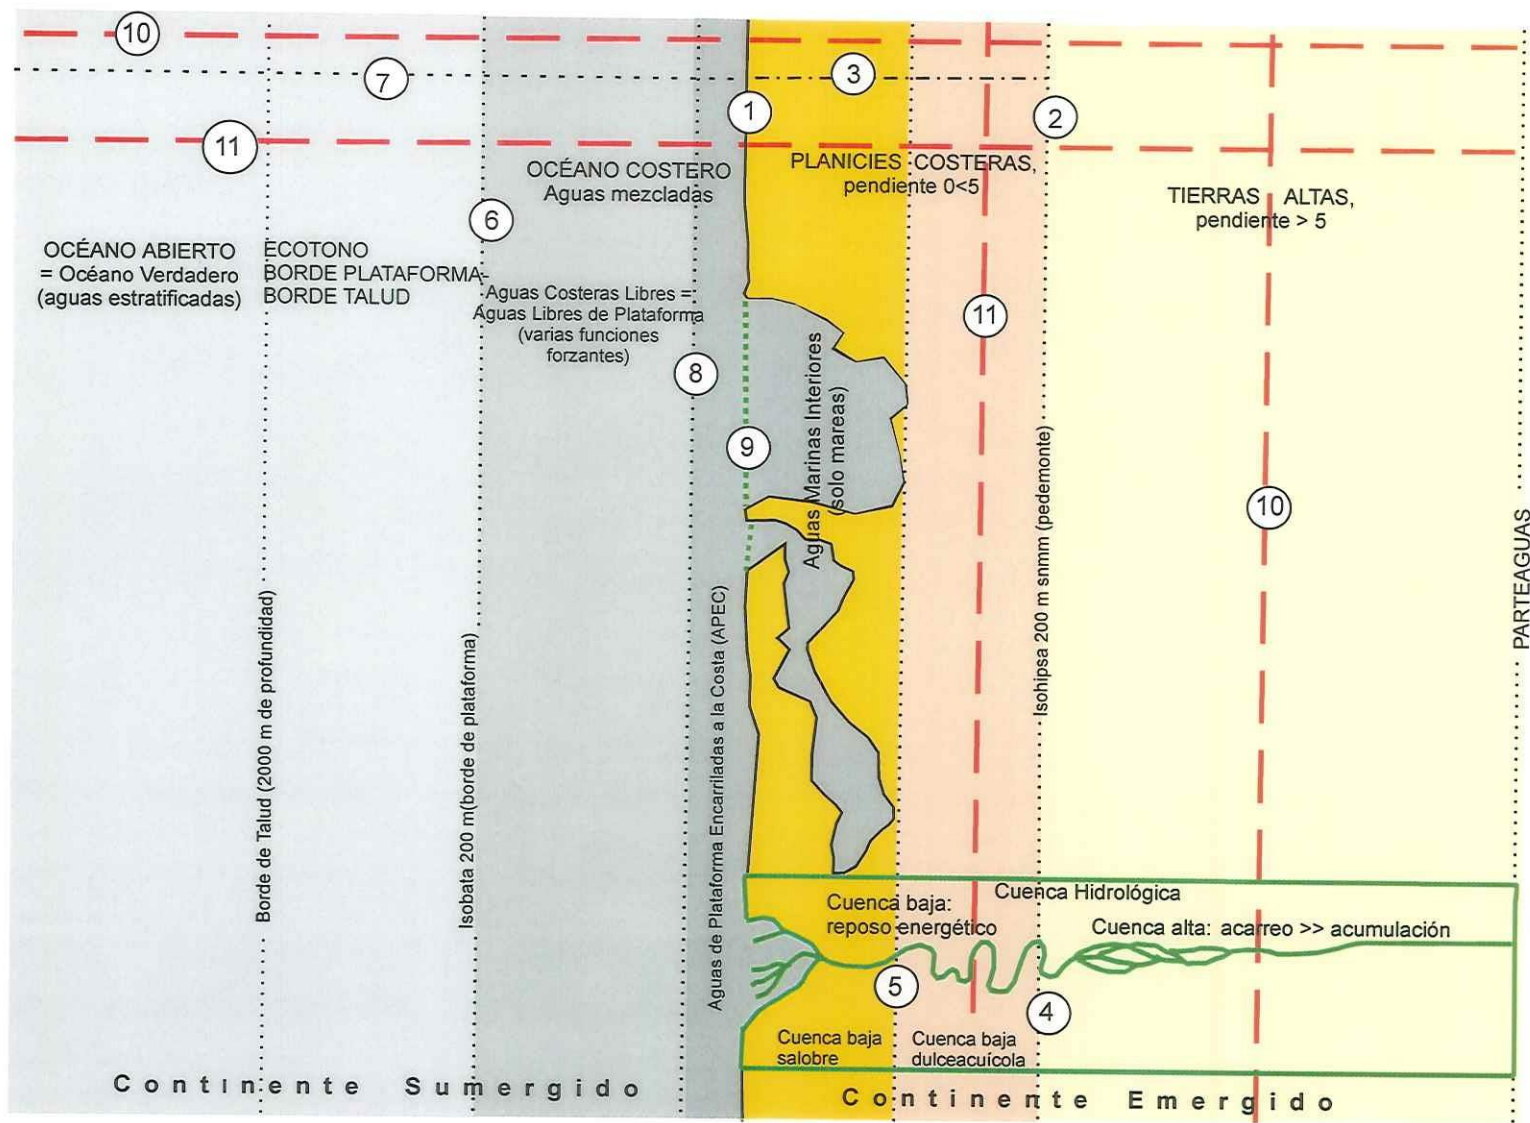 10
7
3
1
2
11
OCÉANO COSTERO
Aguas mezcladas
PLANICIES COSTERAS,
pendiente 0<5
TIERRAS ALTAS,
pendiente > 5
6
OCÉANO ABIERTO
= Océano Verdadero
(aguas estratificadas)
ECOTONO
BORDE PLATAFORMA-
BORDE TALUD
Aguas Costeras Libres =
Aguas Libres de Plataforma
(varias funciones
forzantes)
8
11
9
10
Aguas Marinas Interiores
(solo mareas)
Borde de Talud (2000 m de profundidad)
Isobata 200 m(borde de plataforma)
Aguas de Plataforma Encarriladas a la Costa (APEC)
Isohipsa 200 m snmm (pedemonte)
PARTEAGUAS
Cuenca Hidrológica
Cuenca baja:
reposo energético
Cuenca alta: acarreo >> acumulación
5
4
Cuenca baja
salobre
Cuenca baja
dulceacuícola
Continente Sumergido
Continente Emergido